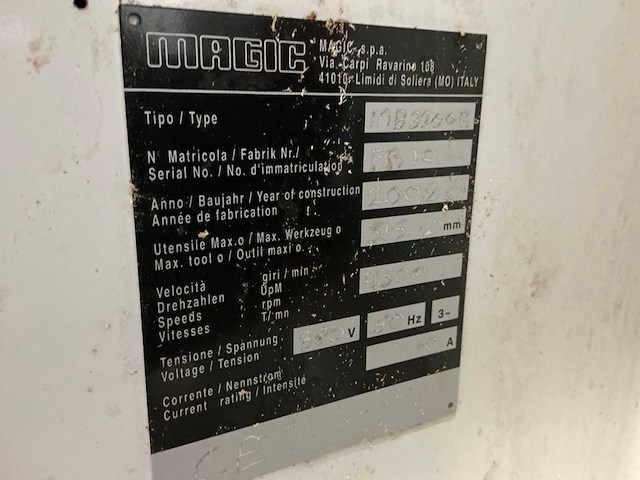 MAGIC
MAGIC s.p.a.
Via Carpi Ravarino 108
41010 Limidi di Soliera (MO) ITALY
Tipo / Type
N° Matricola / Fabrik Nr./
Serial No. / No. d'immatriculation
Anno / Baujahr / Year of construction
Année de fabrication
Utensile Max.ø / Max. Werkzeug ø
Max. tool ø / Outil maxi ø
mm
Velocità giri / min
Drehzahlen UpM
Speeds rpm
Vitesses T/mn
Tensione / Spannung
Voltage / Tension
V
Hz
3~
Corrente / Nennstrom
Current rating / Intensité
A